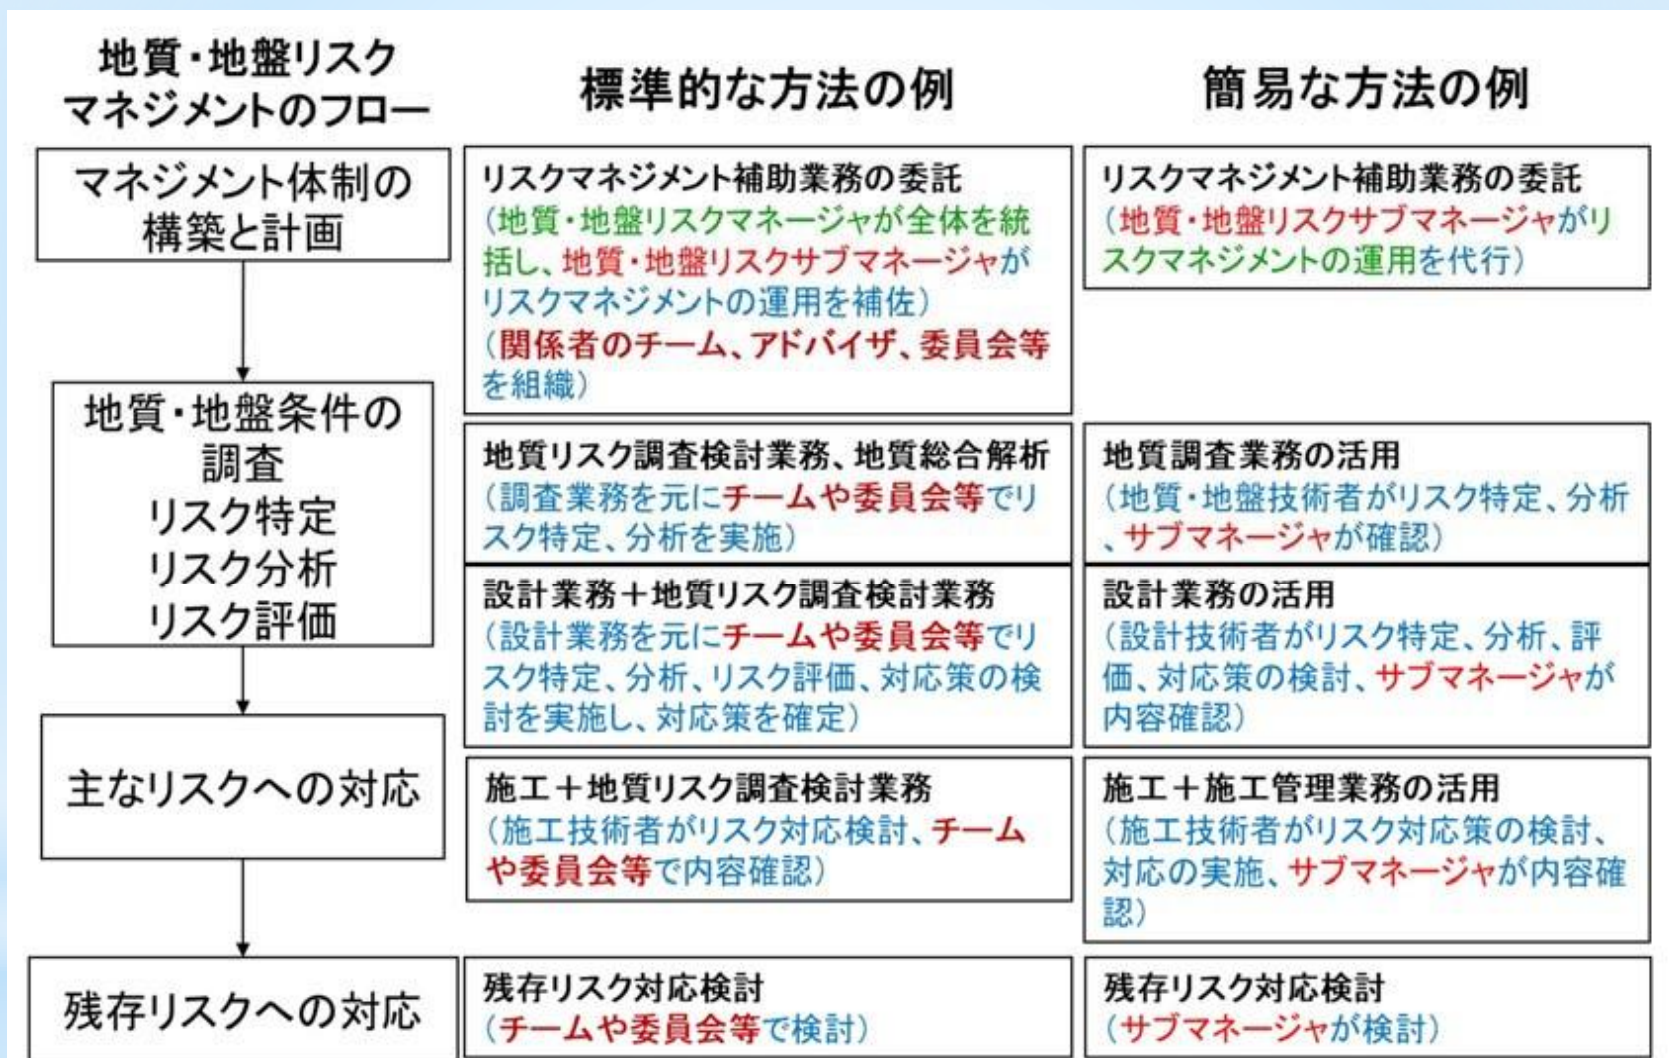 地質・地盤リスク
マネジメントのフロー
標準的な方法の例
簡易な方法の例
マネジメント体制の
構築と計画
リスクマネジメント補助業務の委託
（地質・地盤リスクマネージャが全体を統
括し、地質・地盤リスクサブマネージャが
リスクマネジメントの運用を補佐）
（関係者のチーム、アドバイザ、委員会等
を組織）
リスクマネジメント補助業務の委託
（地質・地盤リスクサブマネージャがリ
スクマネジメントの運用を代行）
地質・地盤条件の
調査
リスク特定
リスク分析
リスク評価
地質リスク調査検討業務、地質総合解析
（調査業務を元にチームや委員会等でリ
スク特定、分析を実施）
地質調査業務の活用
（地質・地盤技術者がリスク特定、分析
、サブマネージャが確認）
設計業務＋地質リスク調査検討業務
（設計業務を元にチームや委員会等でリ
スク特定、分析、リスク評価、対応策の検
討を実施し、対応策を確定）
設計業務の活用
（設計技術者がリスク特定、分析、評
価、対応策の検討、サブマネージャが
内容確認）
主なリスクへの対応
施工＋地質リスク調査検討業務
（施工技術者がリスク対応検討、チーム
や委員会等で内容確認）
施工＋施工管理業務の活用
（施工技術者がリスク対応策の検討、
対応の実施、サブマネージャが内容確
認）
残存リスクへの対応
残存リスク対応検討
（チームや委員会等で検討）
残存リスク対応検討
（サブマネージャが検討）